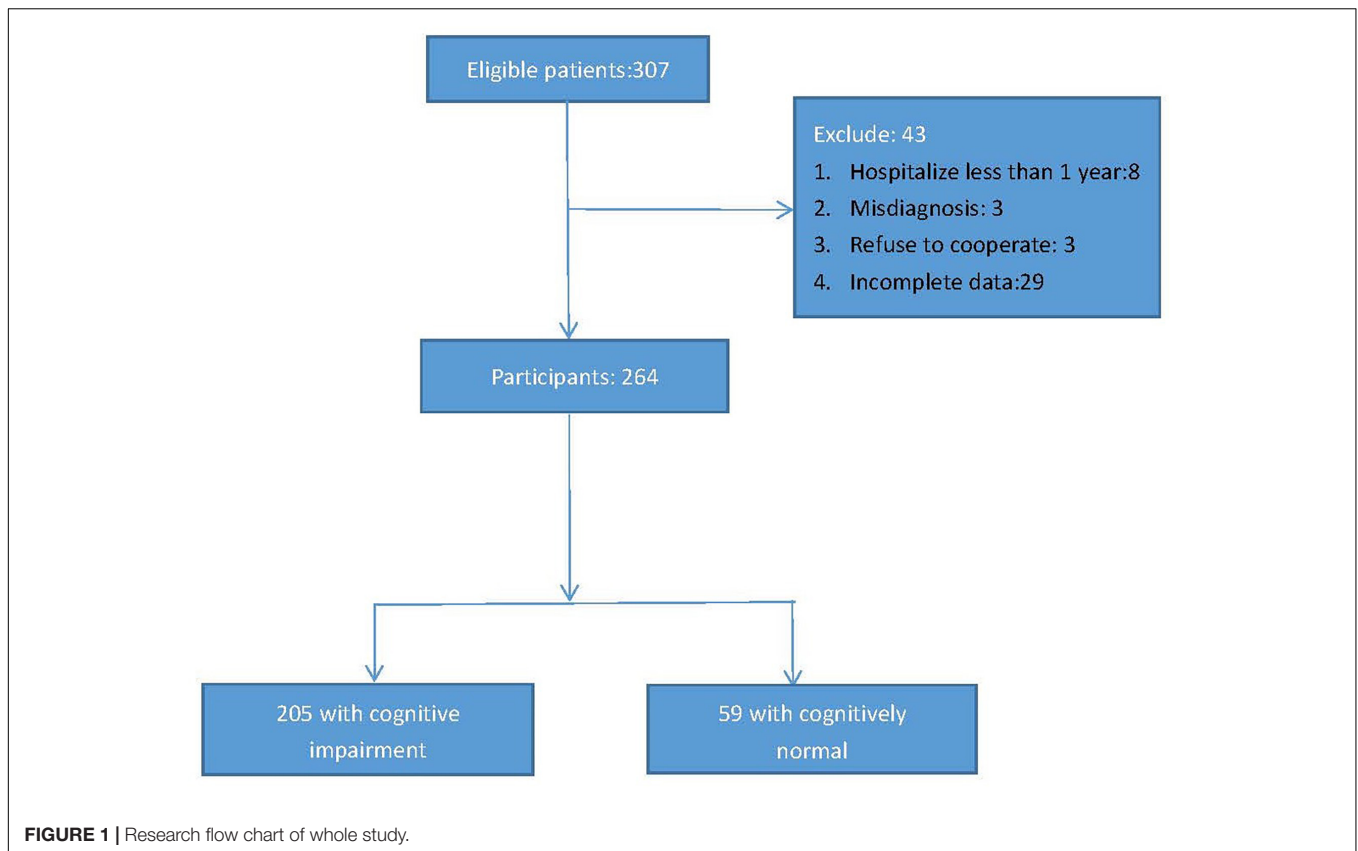 Eligible patients:307
Exclude: 43
1. Hospitalize less than 1 year:8
2. Misdiagnosis: 3
3. Refuse to cooperate: 3
4. Incomplete data:29
Participants: 264
205 with cognitive
impairment
59 with cognitively
normal
FIGURE 1 | Research flow chart of whole study.